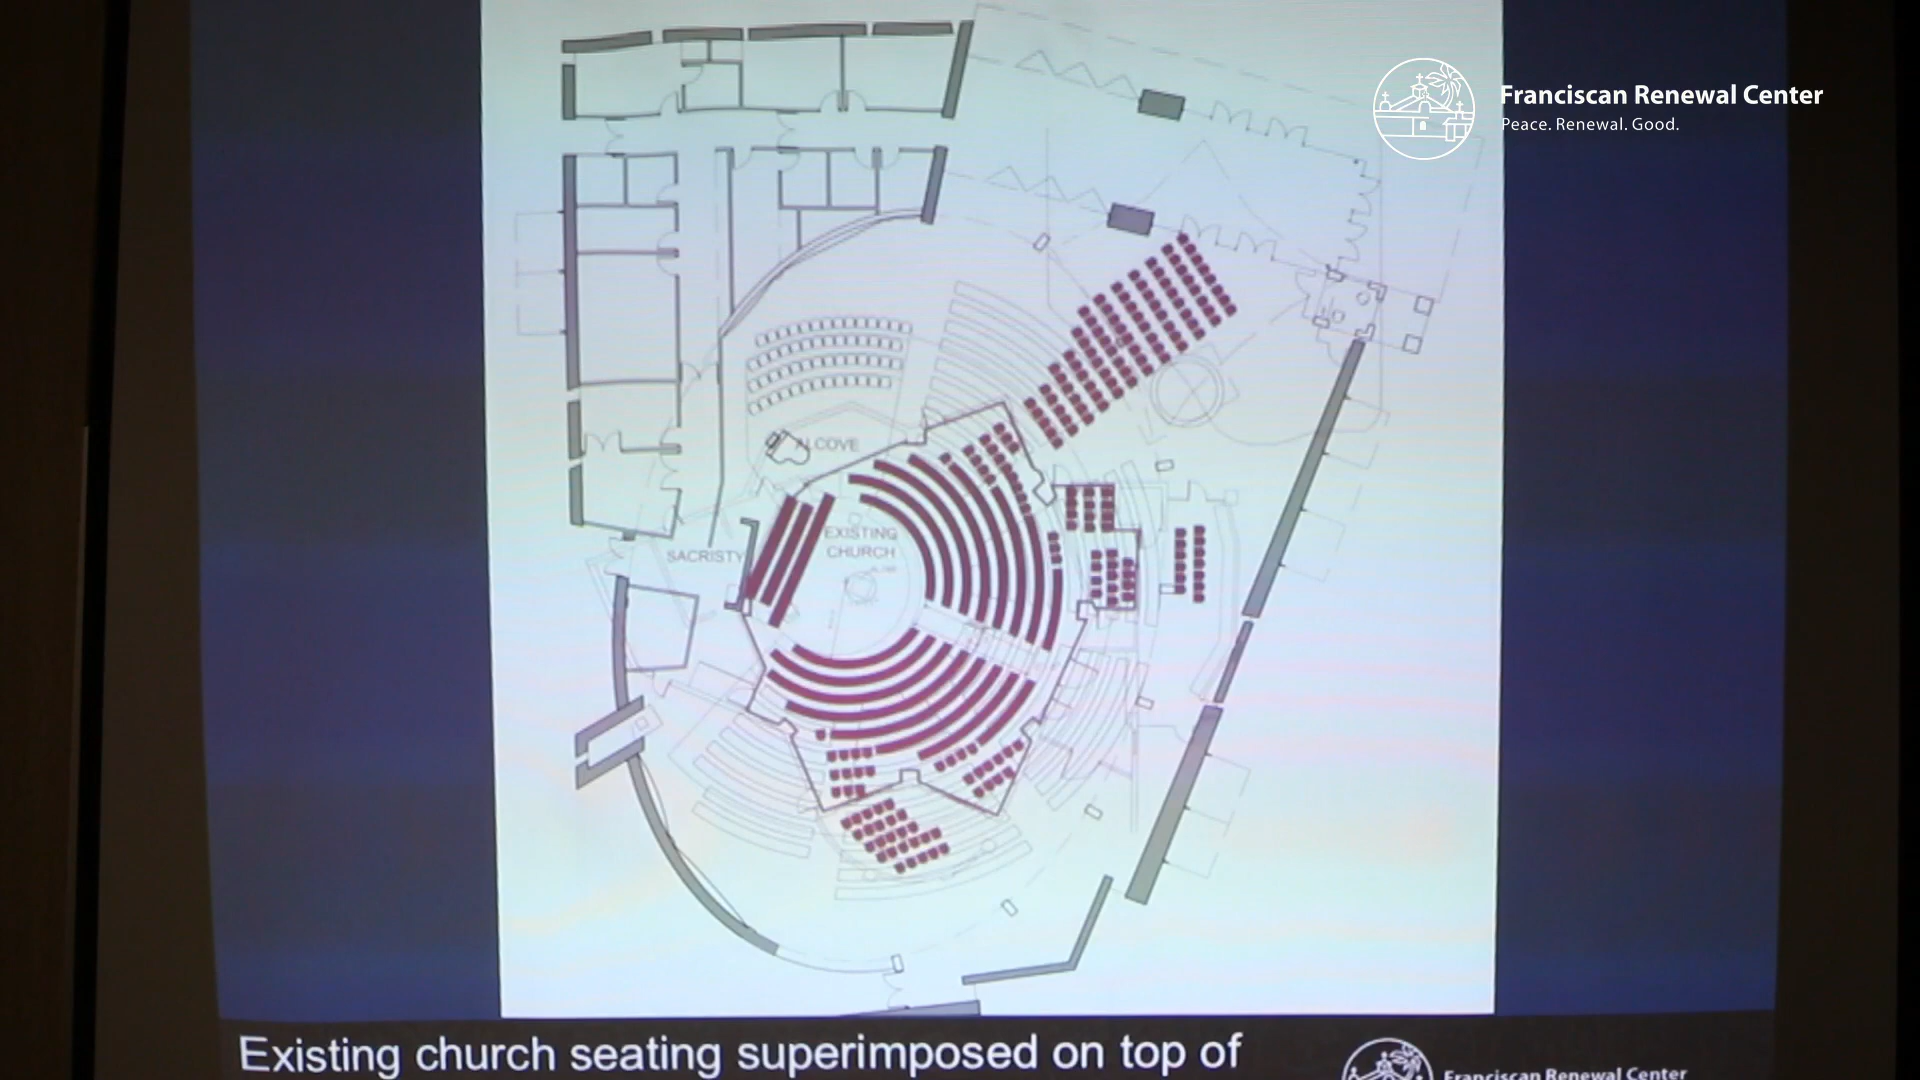 Franciscan Renewal Center
Peace. Renewal. Good.
ALCOVE
EXISTING
CHURCH
SACRISTY
Existing church seating superimposed on top of
Franciscan Renewal Center